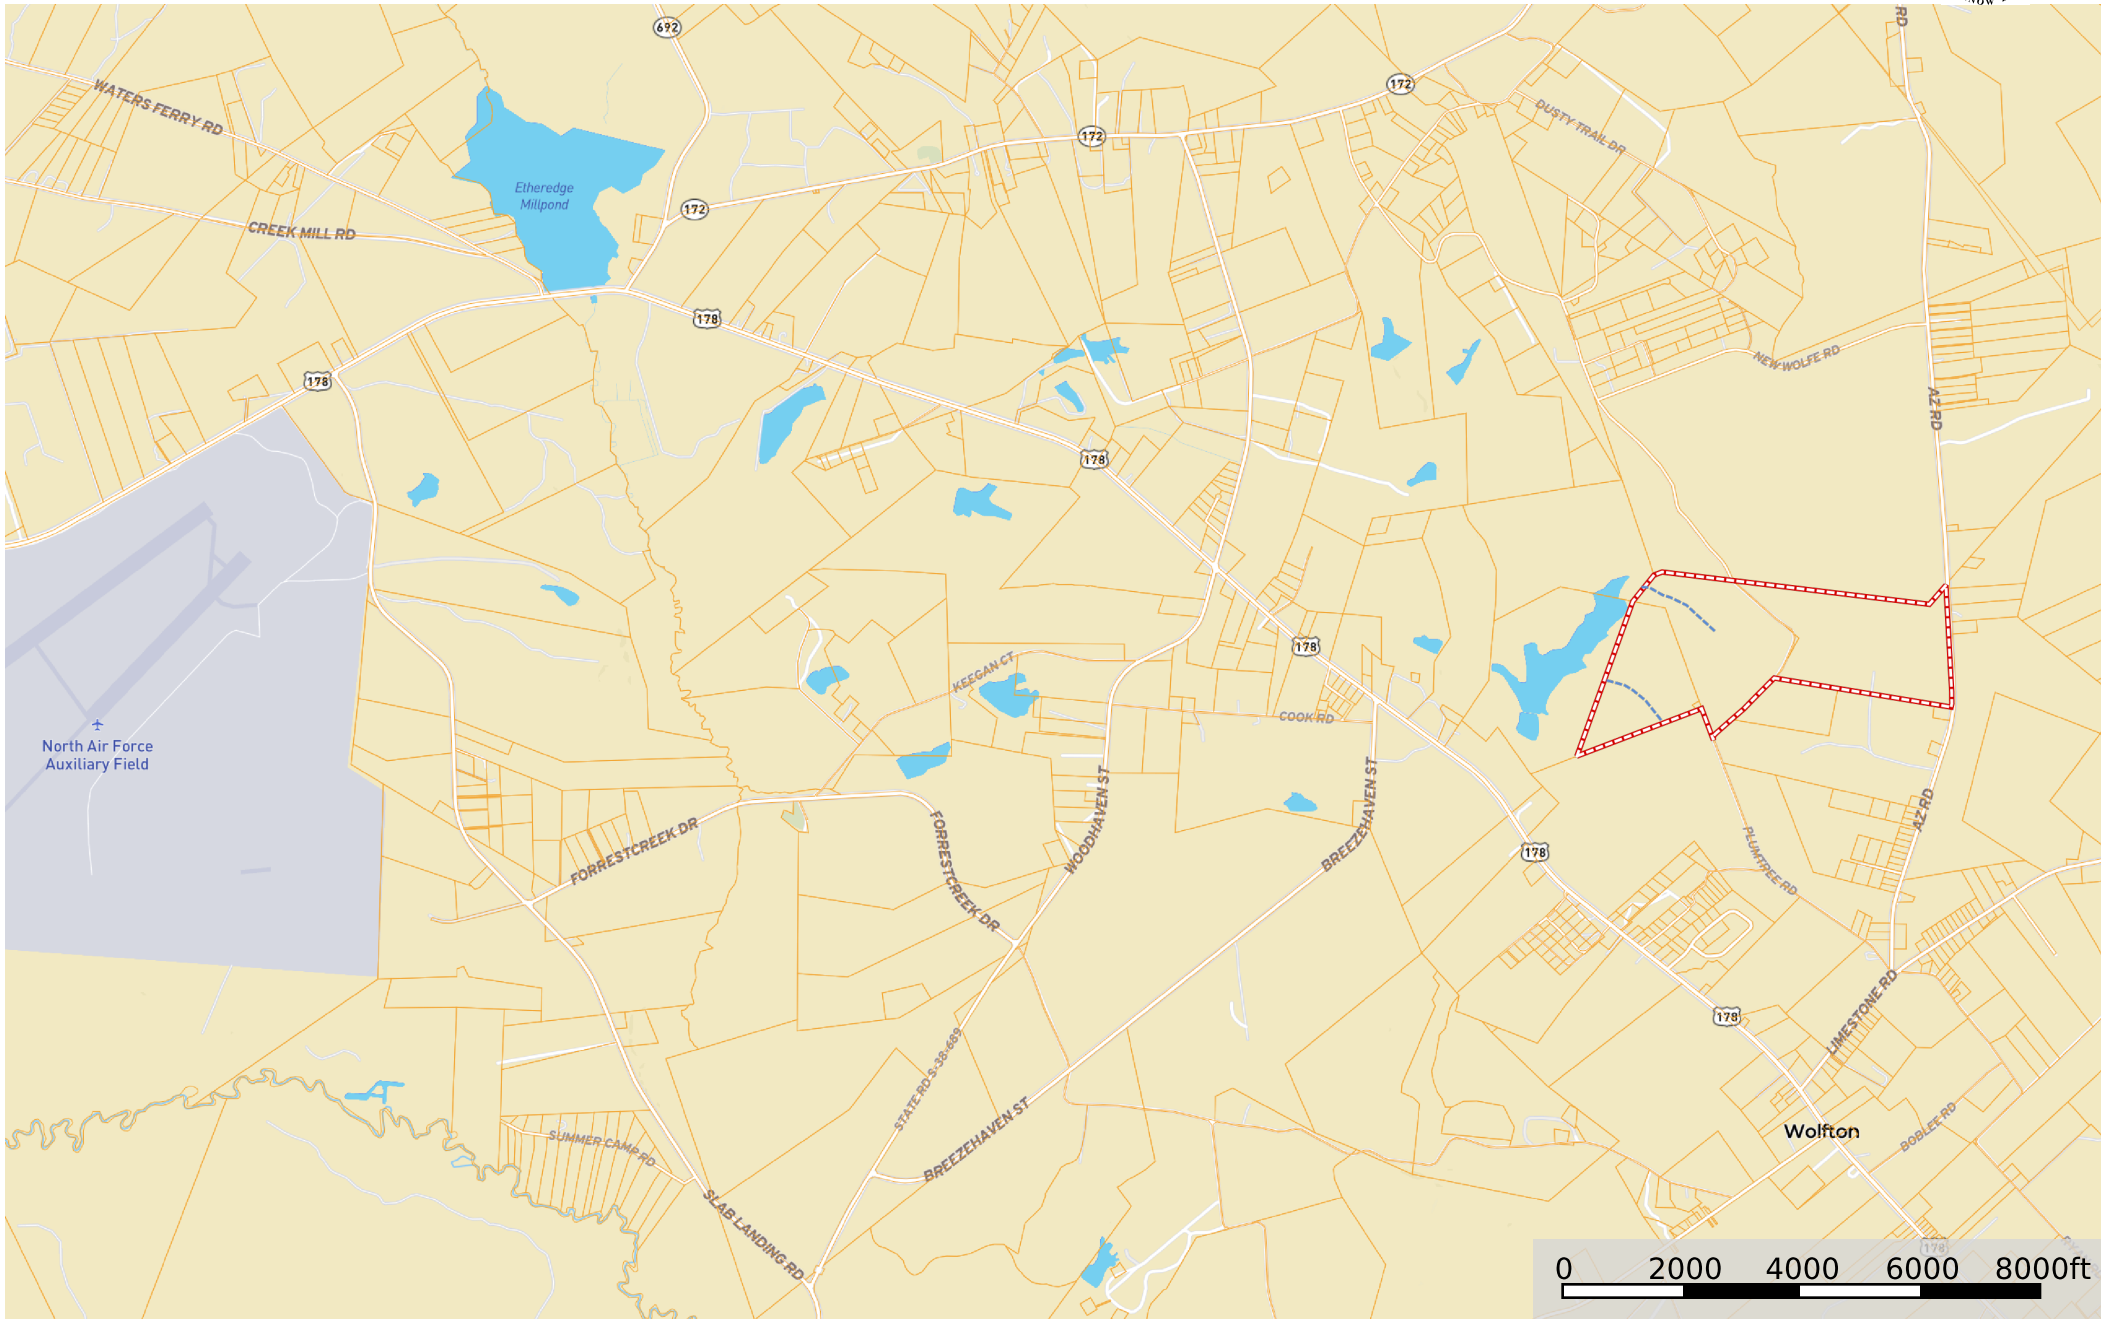 NOW
692
RD
172
WATERS FERRY RD
DUSTY TRAIL DR
172
Etheredge
Millpond
172
CREEK MILL RD
178
NEW WOLFE RD
178
AZ RD
178
178
KEEGAN CT
COOK RD
North Air Force
Auxiliary Field
WOODHAVEN ST
BREEZEHAVEN ST
FORRESTCREEK DR
FORRESTCREEK DR
AZ RD
178
PLUMTREE RD
LIMESTONE RD
178
STATE RD S-38-689
BREEZEHAVEN ST
Wolfton
BOBLEE RD
SUMMER CAMP RD
SLAB LANDING RD
178
0 2000 4000 6000 8000ft